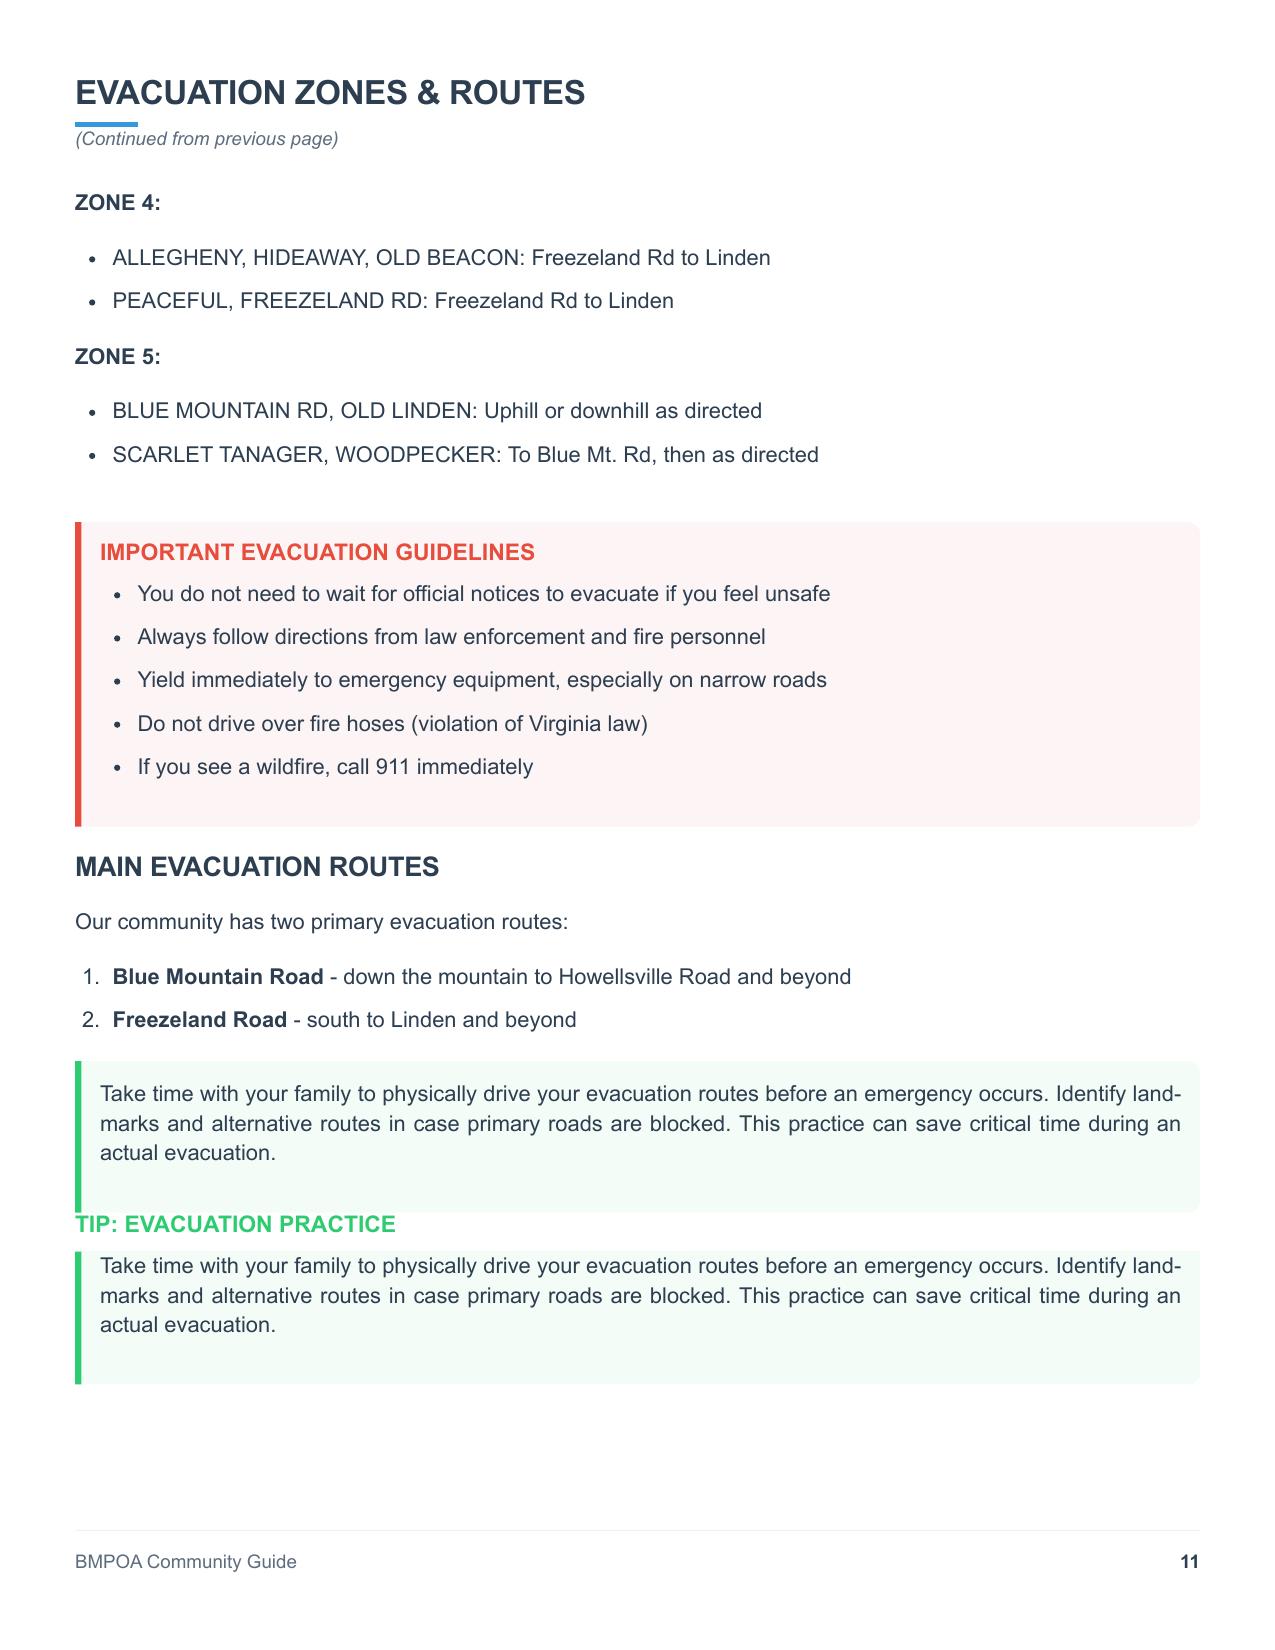 EVACUATION ZONES & ROUTES
(Continued from previous page)
ZONE 4:
• ALLEGHENY, HIDEAWAY, OLD BEACON: Freezeland Rd to Linden
• PEACEFUL, FREEZELAND RD: Freezeland Rd to Linden
ZONE 5:
• BLUE MOUNTAIN RD, OLD LINDEN: Uphill or downhill as directed
• SCARLET TANAGER, WOODPECKER: To Blue Mt. Rd, then as directed
IMPORTANT EVACUATION GUIDELINES
• You do not need to wait for official notices to evacuate if you feel unsafe
• Always follow directions from law enforcement and fire personnel
• Yield immediately to emergency equipment, especially on narrow roads
• Do not drive over fire hoses (violation of Virginia law)
• If you see a wildfire, call 911 immediately
MAIN EVACUATION ROUTES
Our community has two primary evacuation routes:
1. Blue Mountain Road - down the mountain to Howellsville Road and beyond
2. Freezeland Road - south to Linden and beyond
Take time with your family to physically drive your evacuation routes before an emergency occurs. Identify land-
marks and alternative routes in case primary roads are blocked. This practice can save critical time during an
actual evacuation.
TIP: EVACUATION PRACTICE
Take time with your family to physically drive your evacuation routes before an emergency occurs. Identify land-
marks and alternative routes in case primary roads are blocked. This practice can save critical time during an
actual evacuation.
BMPOA Community Guide
11